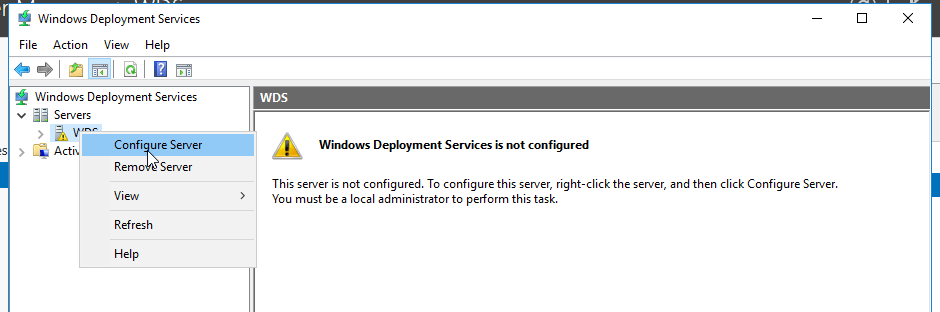 Windows Deployment Services
File Action View Help
Windows Deployment Services
Servers
WDS
Configure Server
Remove Server
View
Refresh
Help
WDS
Windows Deployment Services is not configured
This server is not configured. To configure this server, right-click the server, and then click Configure Server.
You must be a local administrator to perform this task.